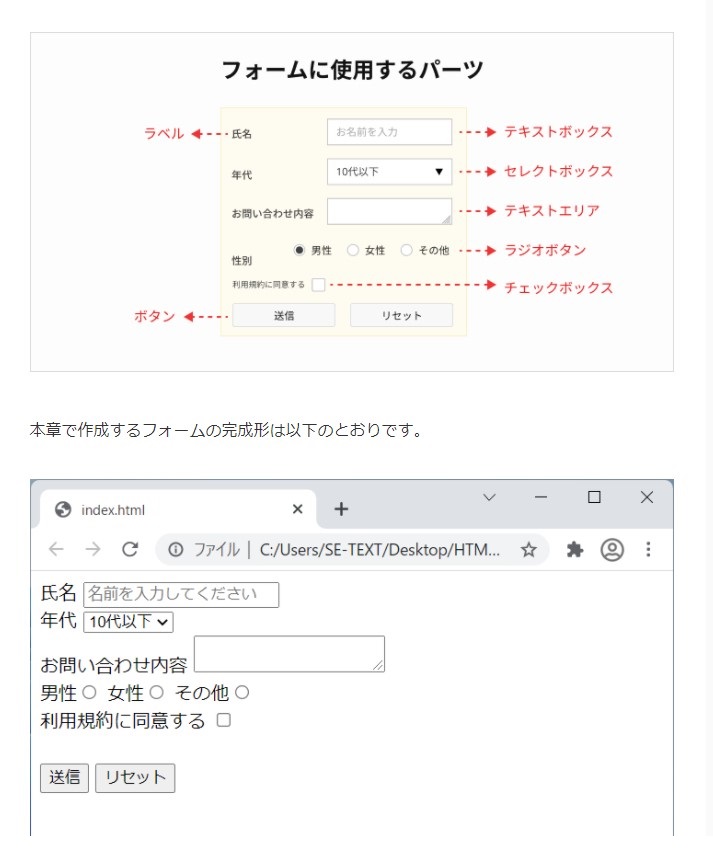 フォームに使用するパーツ
ラベル 氏名 お名前を入力 テキストボックス
年代 10代以下 セレクトボックス
お問い合わせ内容 テキストエリア
性別 男性 女性 その他 ラジオボタン
利用規約に同意する チェックボックス
ボタン 送信 リセット
本章で作成するフォームの完成形は以下のとおりです。
index.html
ファイル | C:/Users/SE-TEXT/Desktop/HTM...
氏名 名前を入力してください
年代 10代以下
お問い合わせ内容
男性 女性 その他
利用規約に同意する
送信 リセット